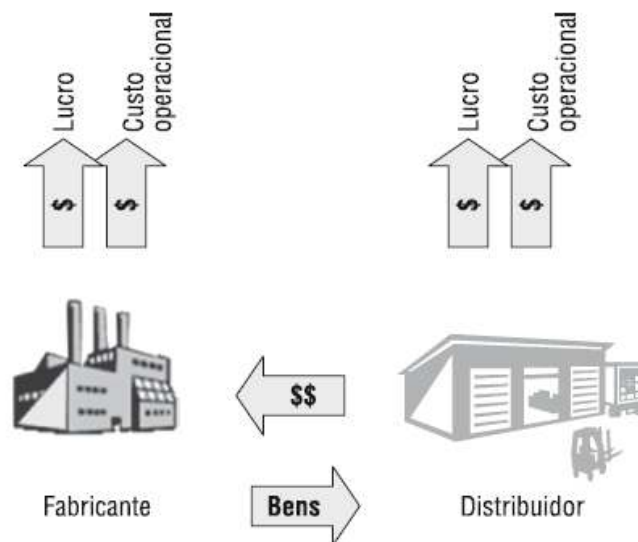 Lucro
Custo
operacional
Lucro
Custo
operacional
$
$
$
$
$$
Fabricante
Bens
Distribuidor